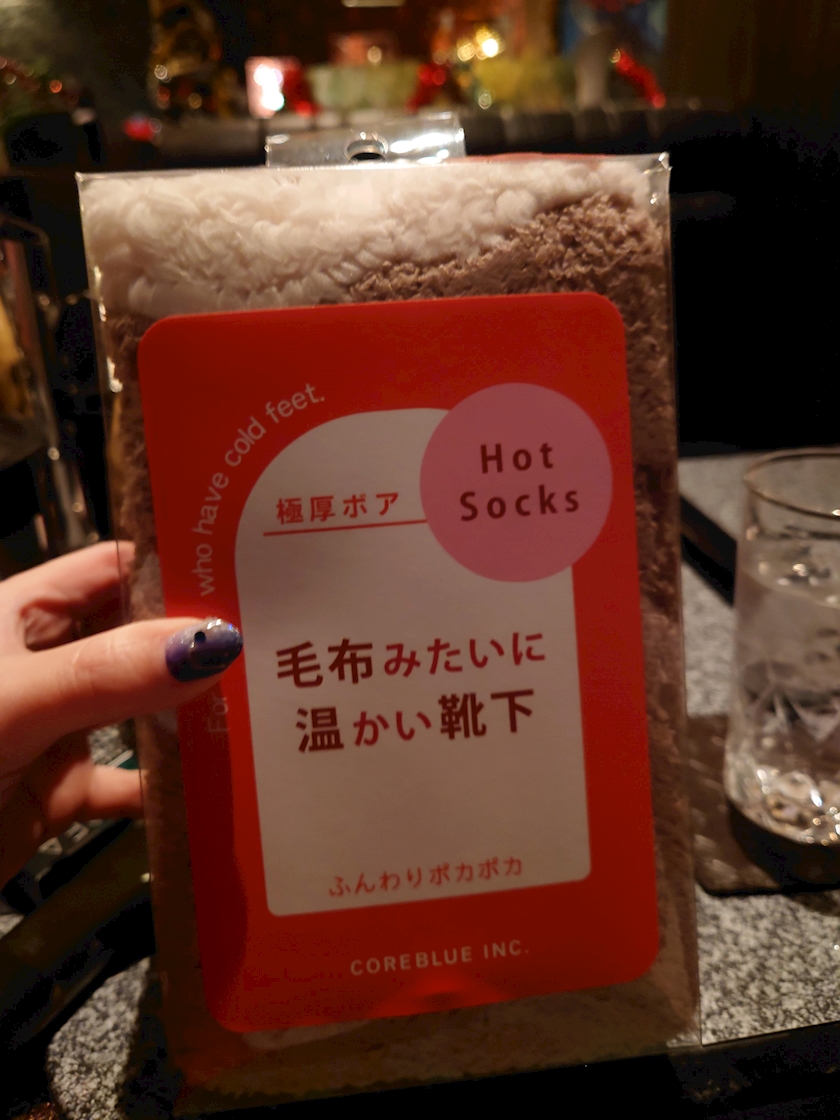 For
who have cold feet.
Hot
Socks
極厚ボア
毛布みたいに
温かい靴下
ふんわりポカポカ
COREBLUE INC.